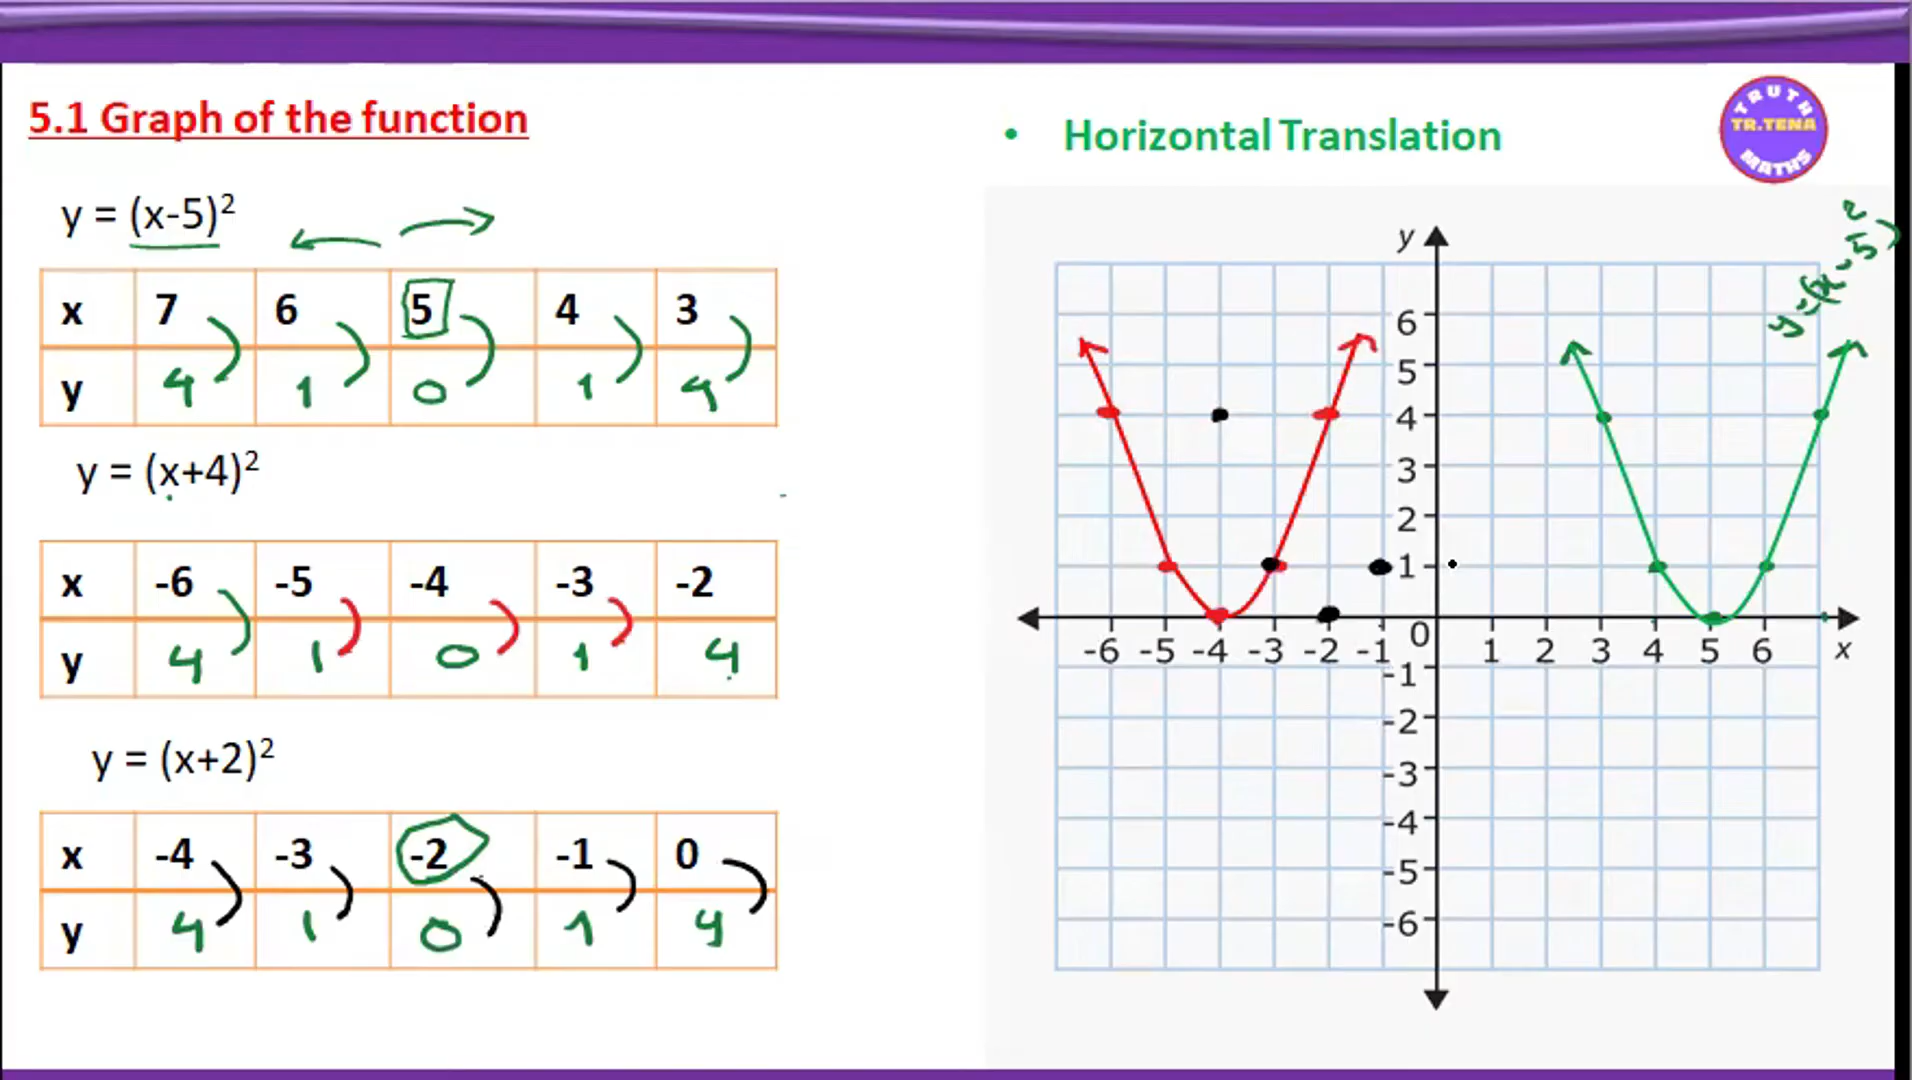 5.1 Graph of the function
• Horizontal Translation
TRUTH
TR.TENA
MATHS
y = (x-5)²
x 7 6 5 4 3
y 4 1 0 1 4
y = (x+4)²
x -6 -5 -4 -3 -2
y 4 1 0 1 4
y = (x+2)²
x -4 -3 -2 -1 0
y 4 1 0 1 4
y
y=(x-5)²
6
5
4
3
2
1
0
-6 -5 -4 -3 -2 -1 1 2 3 4 5 6 x
-1
-2
-3
-4
-5
-6